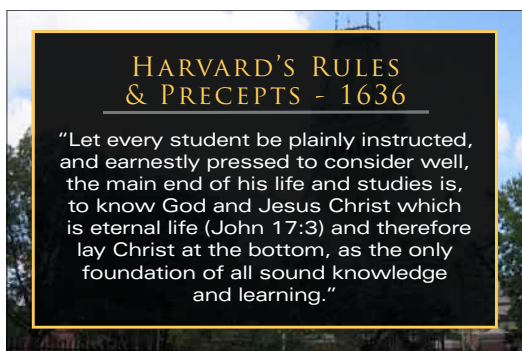 HARVARD'S RULES
& PRECEPTS - 1636
“Let every student be plainly instructed,
and earnestly pressed to consider well,
the main end of his life and studies is,
to know God and Jesus Christ which
is eternal life (John 17:3) and therefore
lay Christ at the bottom, as the only
foundation of all sound knowledge
and learning.”